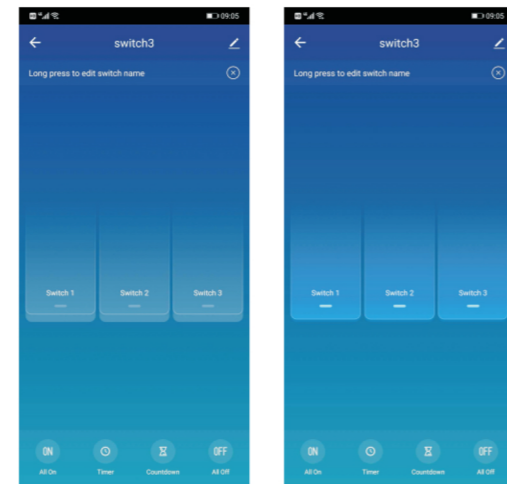 09:05
switch3
Long press to edit switch name
Switch 1
Switch 2
Switch 3
ON
OFF
All On
Timer
Countdown
All Off
09:05
switch3
Long press to edit switch name
Switch 1
Switch 2
Switch 3
ON
OFF
All On
Timer
Countdown
All Off